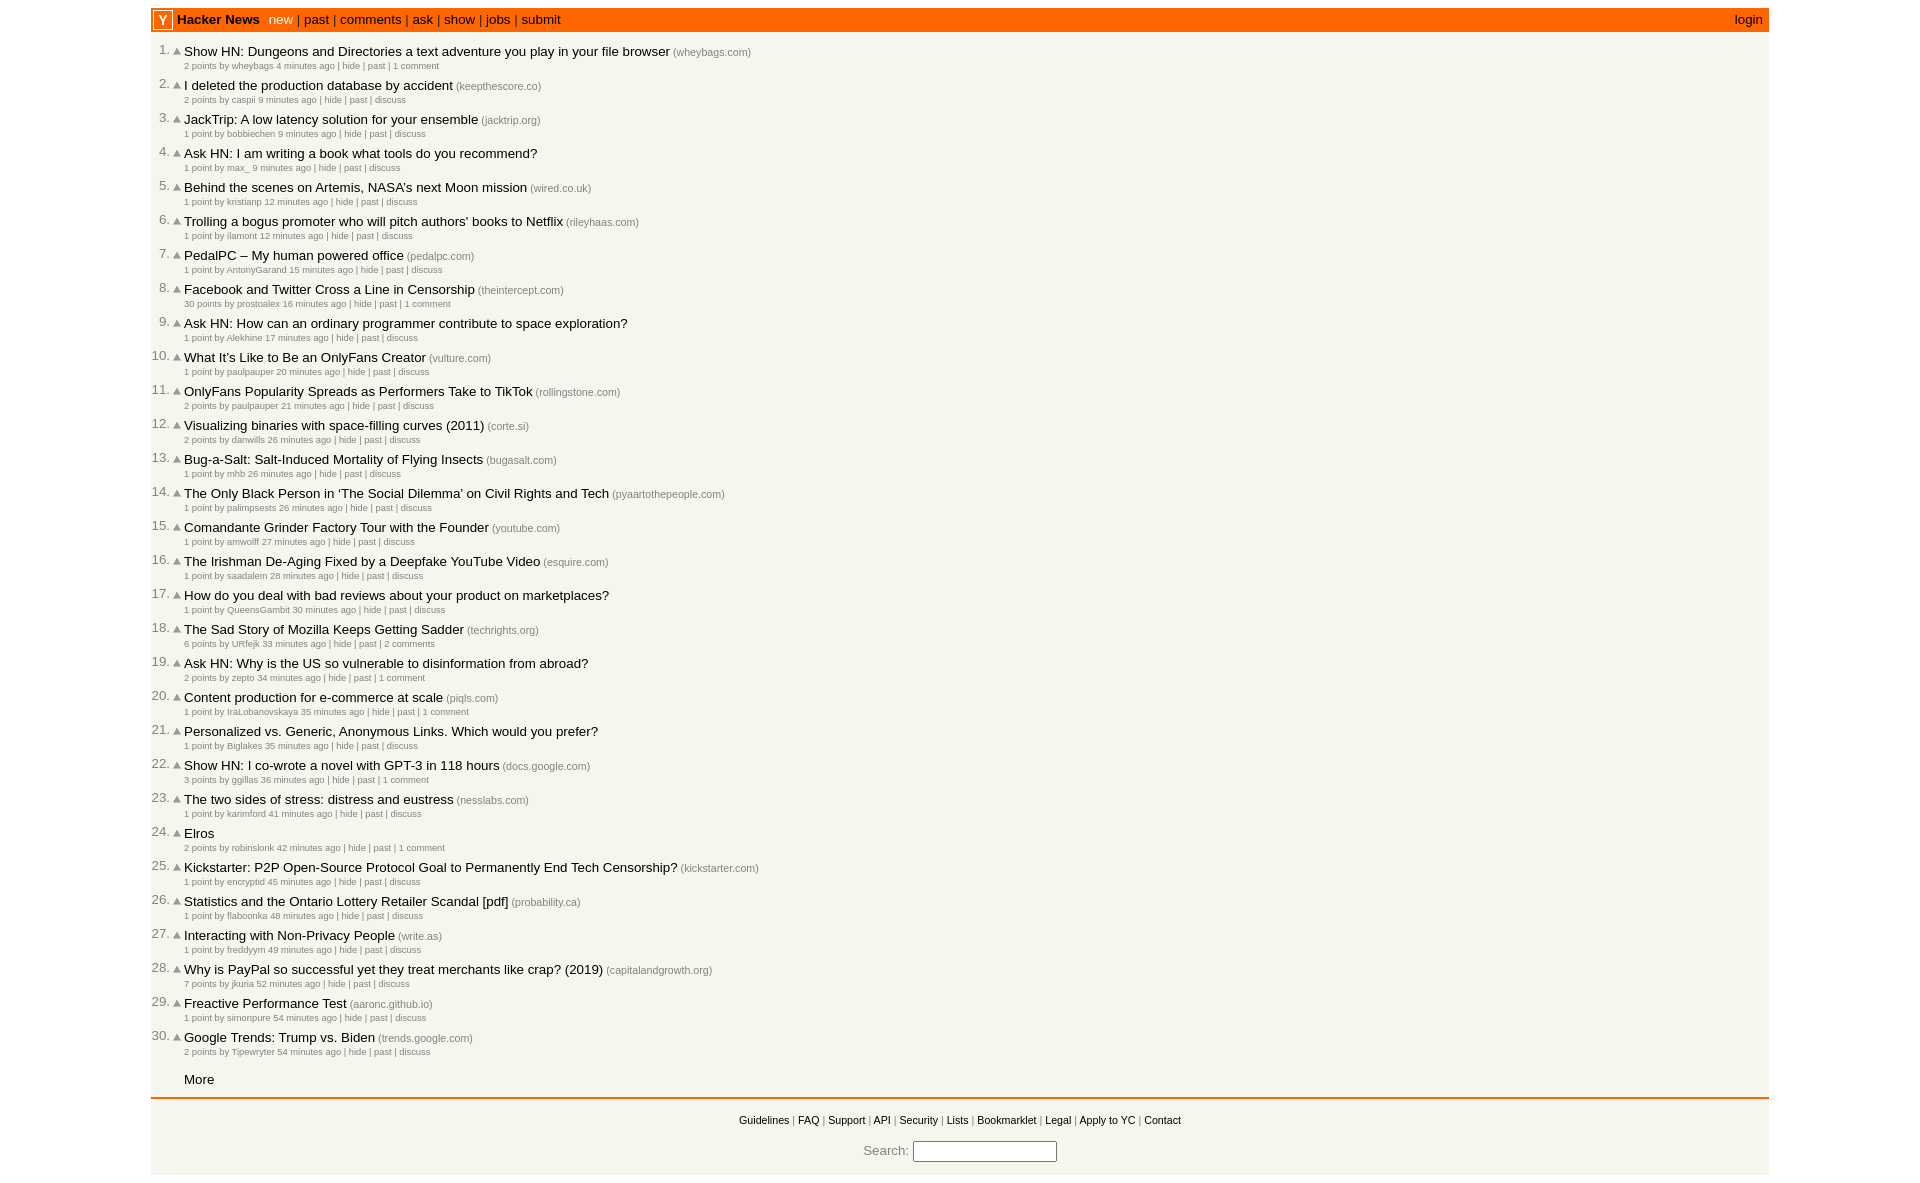 Y Hacker News new | past | comments | ask | show | jobs | submit login
1. Show HN: Dungeons and Directories a text adventure you play in your file browser (wheybags.com)
2 points by wheybags 4 minutes ago | hide | past | 1 comment
2. I deleted the production database by accident (keepthescore.co)
2 points by caspii 9 minutes ago | hide | past | discuss
3. JackTrip: A low latency solution for your ensemble (jacktrip.org)
1 point by bobbiechen 9 minutes ago | hide | past | discuss
4. Ask HN: I am writing a book what tools do you recommend?
1 point by max_ 9 minutes ago | hide | past | discuss
5. Behind the scenes on Artemis, NASA's next Moon mission (wired.co.uk)
1 point by kristianp 12 minutes ago | hide | past | discuss
6. Trolling a bogus promoter who will pitch authors' books to Netflix (rileyhaas.com)
1 point by ilamont 12 minutes ago | hide | past | discuss
7. PedalPC – My human powered office (pedalpc.com)
1 point by AntonyGarand 15 minutes ago | hide | past | discuss
8. Facebook and Twitter Cross a Line in Censorship (theintercept.com)
30 points by prostoalex 16 minutes ago | hide | past | 1 comment
9. Ask HN: How can an ordinary programmer contribute to space exploration?
1 point by Alekhine 17 minutes ago | hide | past | discuss
10. What It’s Like to Be an OnlyFans Creator (vulture.com)
1 point by paulpauper 20 minutes ago | hide | past | discuss
11. OnlyFans Popularity Spreads as Performers Take to TikTok (rollingstone.com)
2 points by paulpauper 21 minutes ago | hide | past | discuss
12. Visualizing binaries with space-filling curves (2011) (corte.si)
2 points by danwills 26 minutes ago | hide | past | discuss
13. Bug-a-Salt: Salt-Induced Mortality of Flying Insects (bugasalt.com)
1 point by mhb 26 minutes ago | hide | past | discuss
14. The Only Black Person in ‘The Social Dilemma’ on Civil Rights and Tech (pyaartothepeople.com)
1 point by palimpsests 26 minutes ago | hide | past | discuss
15. Comandante Grinder Factory Tour with the Founder (youtube.com)
1 point by amwolff 27 minutes ago | hide | past | discuss
16. The Irishman De-Aging Fixed by a Deepfake YouTube Video (esquire.com)
1 point by saadalem 28 minutes ago | hide | past | discuss
17. How do you deal with bad reviews about your product on marketplaces?
1 point by QueensGambit 30 minutes ago | hide | past | discuss
18. The Sad Story of Mozilla Keeps Getting Sadder (techrights.org)
6 points by URfejk 33 minutes ago | hide | past | 2 comments
19. Ask HN: Why is the US so vulnerable to disinformation from abroad?
2 points by zepto 34 minutes ago | hide | past | 1 comment
20. Content production for e-commerce at scale (piqls.com)
1 point by IraLobanovskaya 35 minutes ago | hide | past | 1 comment
21. Personalized vs. Generic, Anonymous Links. Which would you prefer?
1 point by Biglakes 35 minutes ago | hide | past | discuss
22. Show HN: I co-wrote a novel with GPT-3 in 118 hours (docs.google.com)
3 points by ggillas 36 minutes ago | hide | past | 1 comment
23. The two sides of stress: distress and eustress (nesslabs.com)
1 point by karimford 41 minutes ago | hide | past | discuss
24. Elros
2 points by robinslonk 42 minutes ago | hide | past | 1 comment
25. Kickstarter: P2P Open-Source Protocol Goal to Permanently End Tech Censorship? (kickstarter.com)
1 point by encryptid 45 minutes ago | hide | past | discuss
26. Statistics and the Ontario Lottery Retailer Scandal [pdf] (probability.ca)
1 point by flaboonka 48 minutes ago | hide | past | discuss
27. Interacting with Non-Privacy People (write.as)
1 point by freddyym 49 minutes ago | hide | past | discuss
28. Why is PayPal so successful yet they treat merchants like crap? (2019) (capitalandgrowth.org)
7 points by jkuria 52 minutes ago | hide | past | discuss
29. Freactive Performance Test (aaronc.github.io)
1 point by simonpure 54 minutes ago | hide | past | discuss
30. Google Trends: Trump vs. Biden (trends.google.com)
2 points by Tipewryter 54 minutes ago | hide | past | discuss
More
Guidelines | FAQ | Support | API | Security | Lists | Bookmarklet | Legal | Apply to YC | Contact
Search: